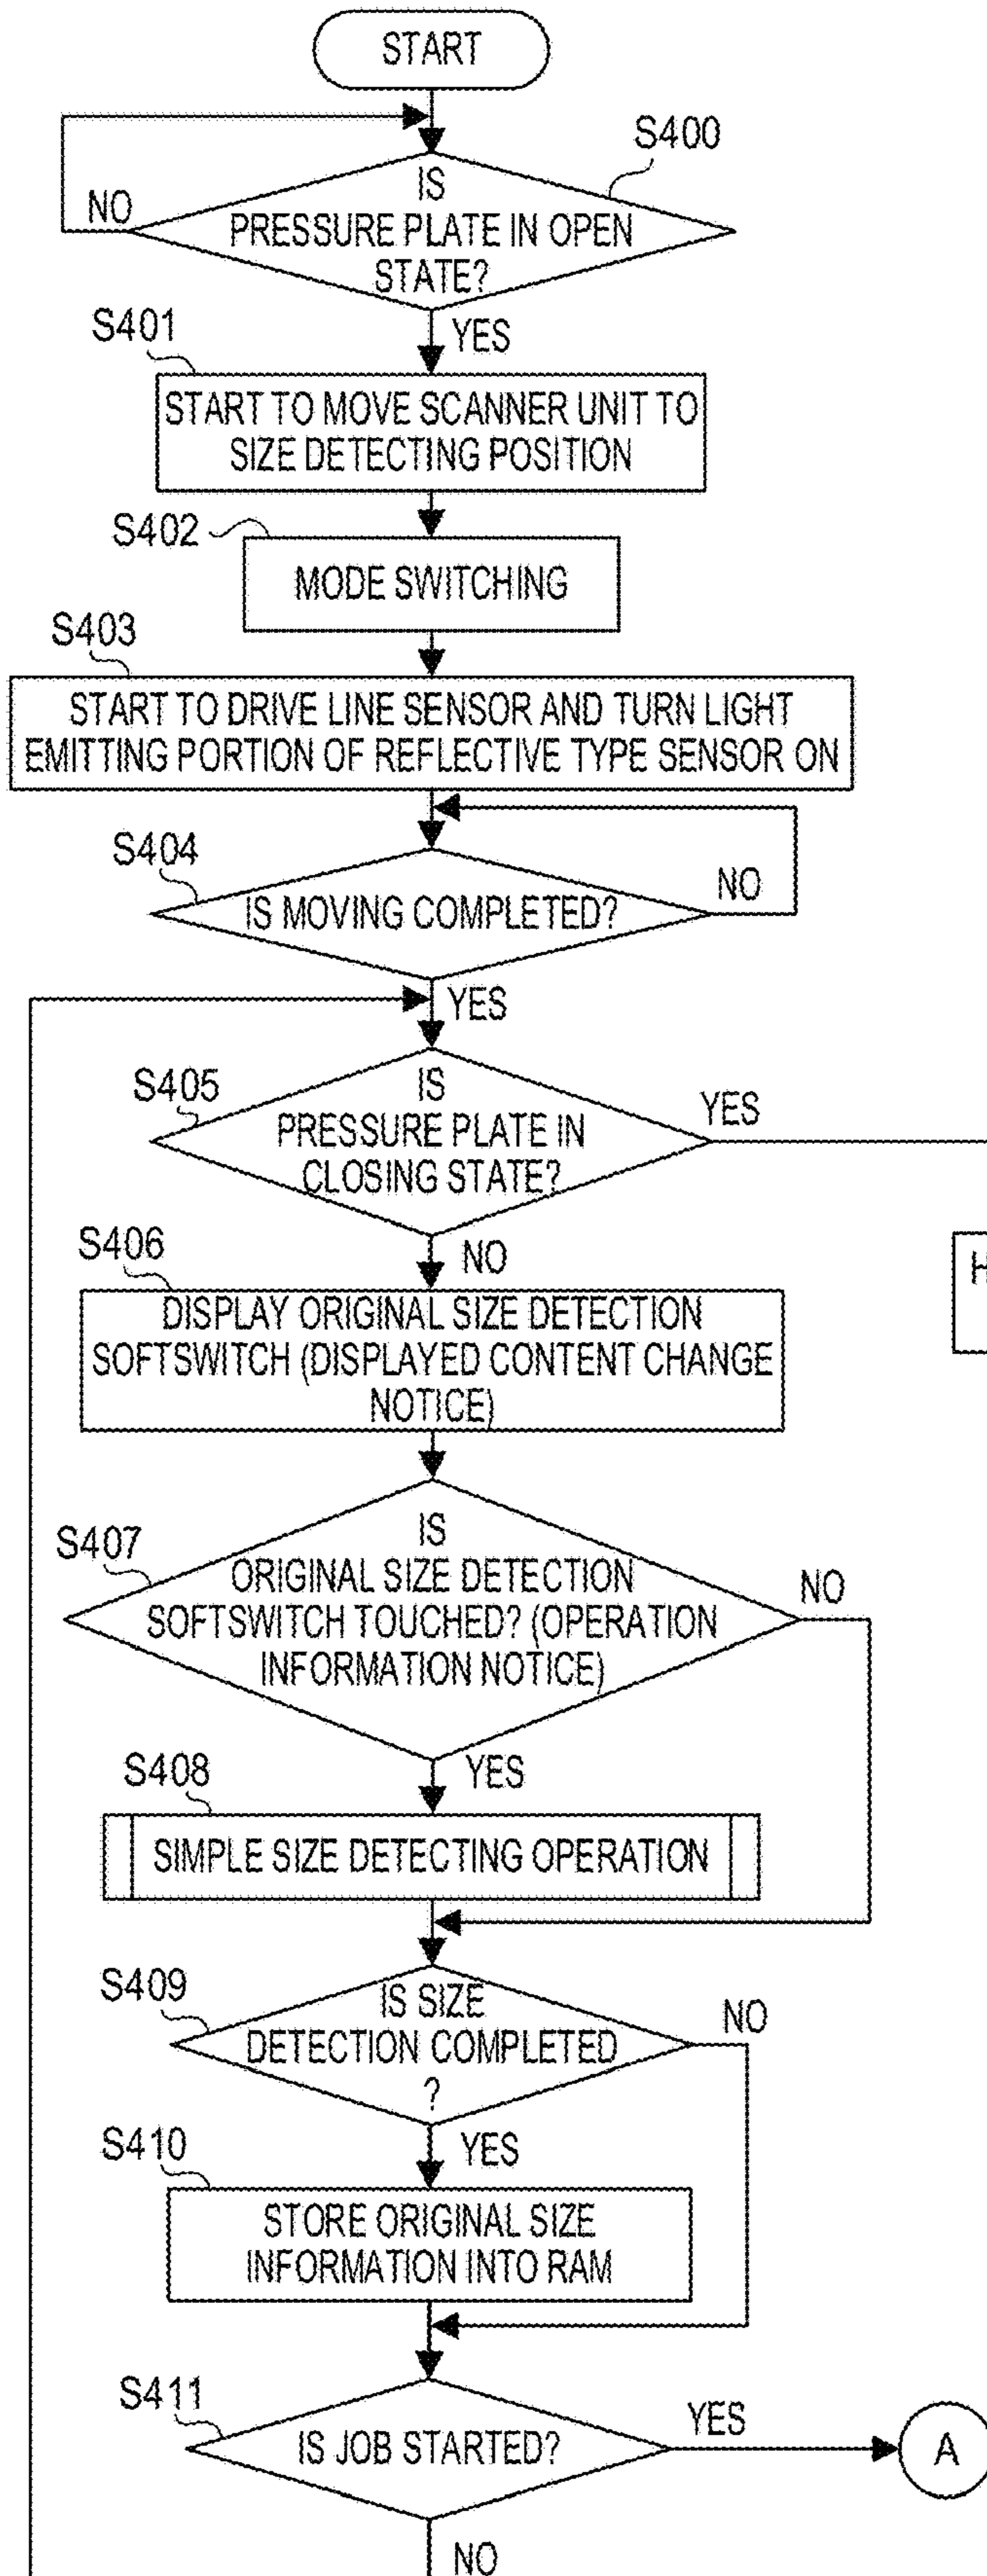 START
S400
NO
IS
PRESSURE PLATE IN OPEN
STATE?
YES
S401
START TO MOVE SCANNER UNIT TO
SIZE DETECTING POSITION
S402
MODE SWITCHING
S403
START TO DRIVE LINE SENSOR AND TURN LIGHT
EMITTING PORTION OF REFLECTIVE TYPE SENSOR ON
S404
IS MOVING COMPLETED?
NO
YES
S405
IS
PRESSURE PLATE IN
CLOSING STATE?
YES
NO
S406
DISPLAY ORIGINAL SIZE DETECTION
SOFTSWITCH (DISPLAYED CONTENT CHANGE
NOTICE)
H
S407
IS
ORIGINAL SIZE DETECTION
SOFTSWITCH TOUCHED? (OPERATION
INFORMATION NOTICE)
NO
YES
S408
SIMPLE SIZE DETECTING OPERATION
S409
IS SIZE
DETECTION COMPLETED
?
NO
YES
S410
STORE ORIGINAL SIZE
INFORMATION INTO RAM
S411
IS JOB STARTED?
YES
A
NO